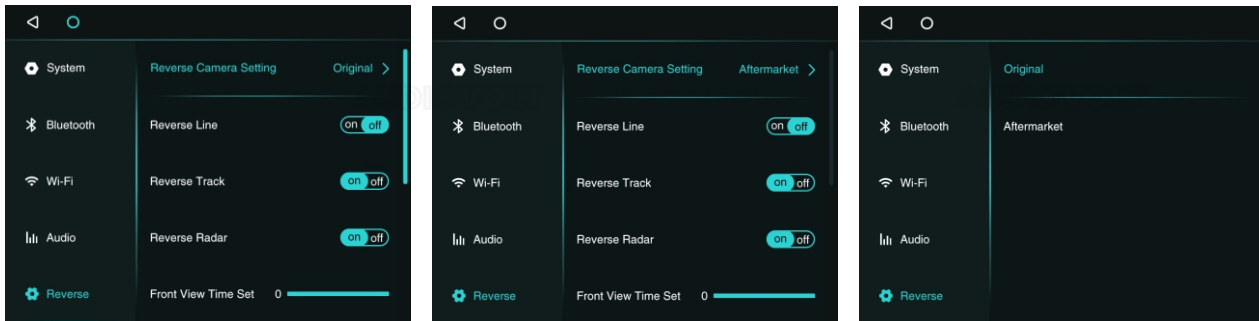 System
Bluetooth
Wi-Fi
Audio
Reverse
Reverse Camera Setting Original
Reverse Line on off
Reverse Track on off
Reverse Radar on off
Front View Time Set 0
System
Bluetooth
Wi-Fi
Audio
Reverse
Reverse Camera Setting Aftermarket
Reverse Line on off
Reverse Track on off
Reverse Radar on off
Front View Time Set 0
System
Bluetooth
Wi-Fi
Audio
Reverse
Original
Aftermarket